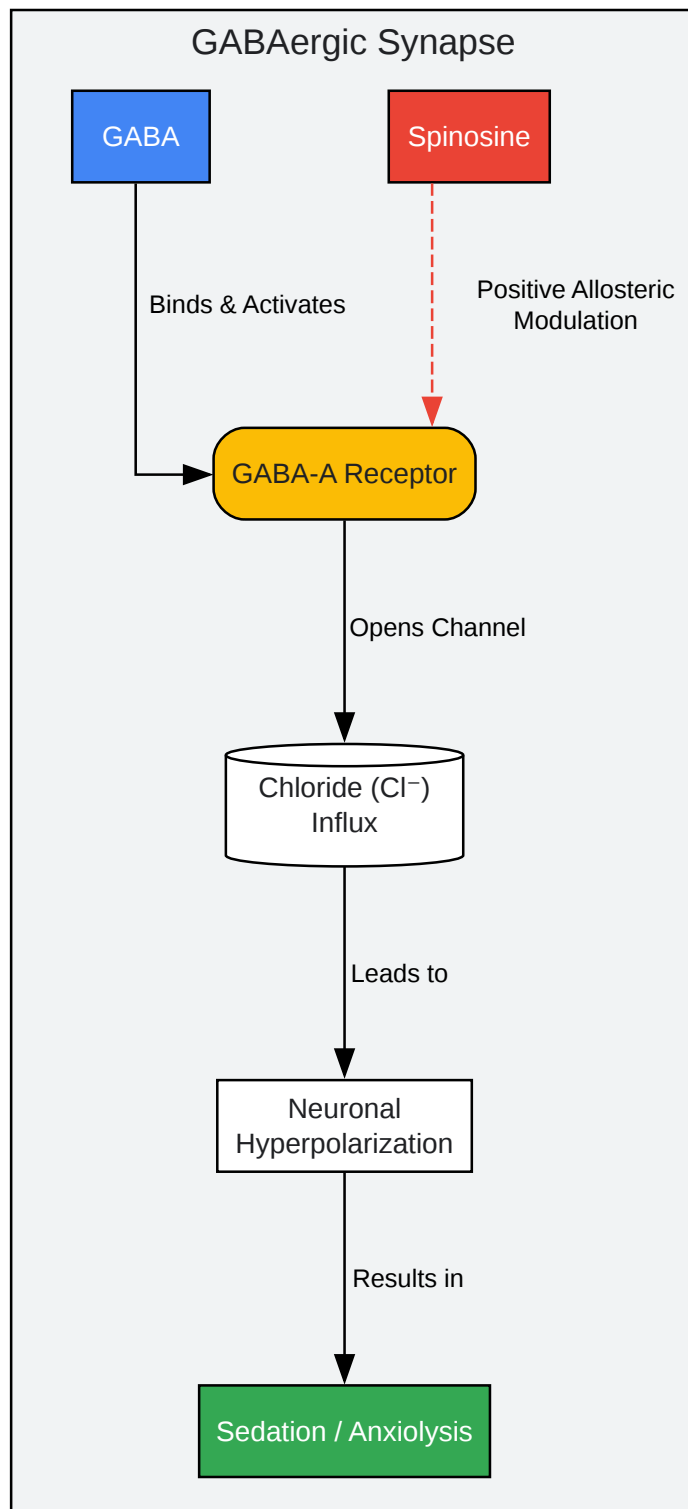 GABAergic Synapse
GABA
Spinosine
Binds & Activates
Positive Allosteric
Modulation
GABA-A Receptor
Opens Channel
Chloride (Cl⁻)
Influx
Leads to
Neuronal
Hyperpolarization
Results in
Sedation / Anxiolysis